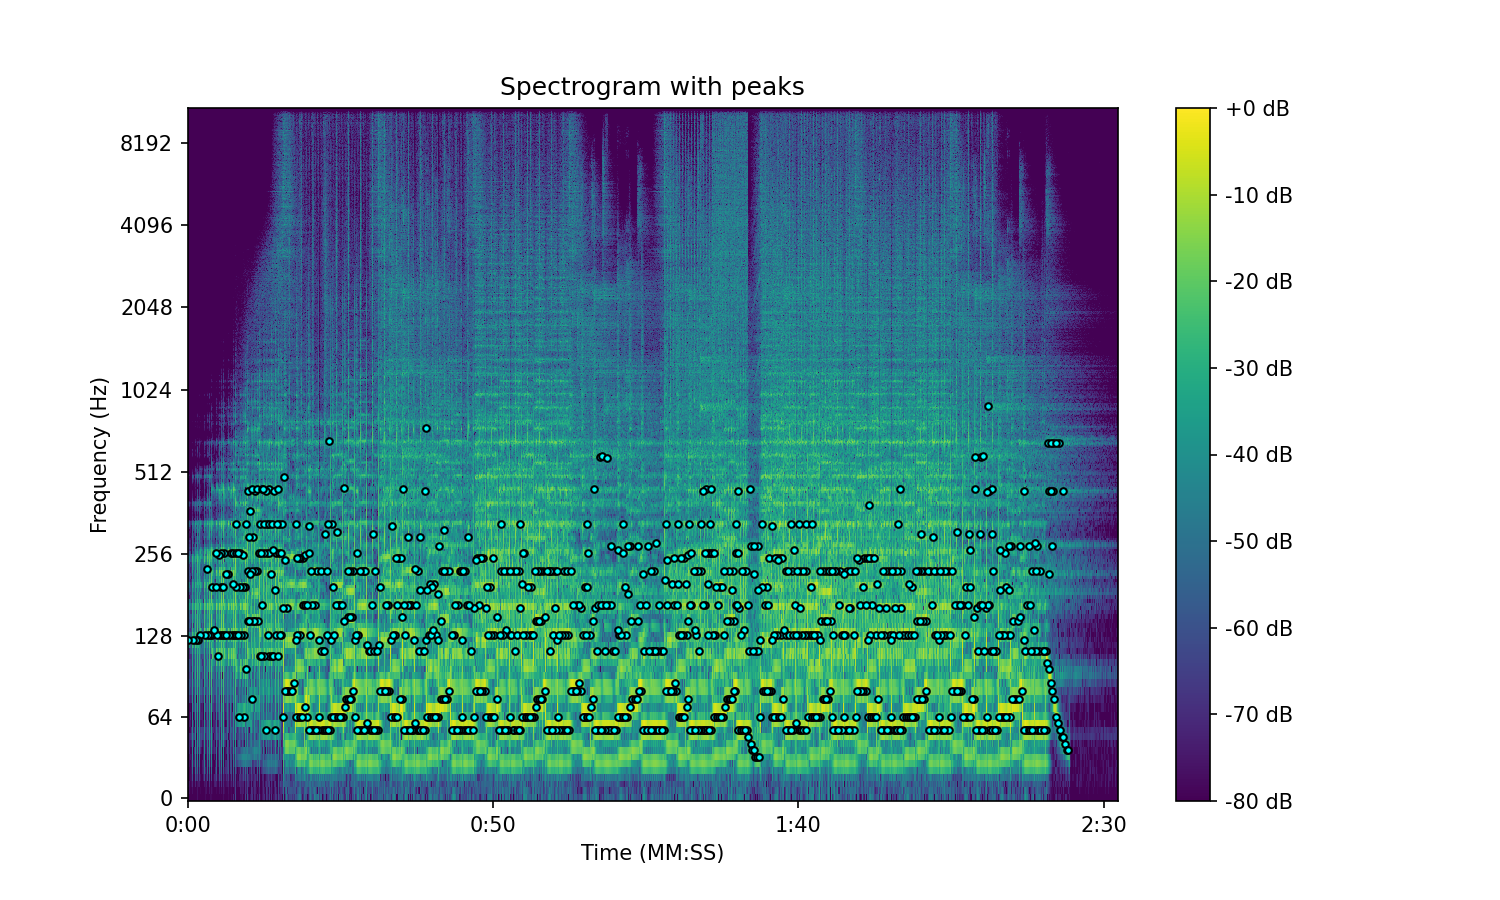 Spectrogram with peaks
Frequency (Hz)
8192
4096
2048
1024
512
256
128
64
0
0:00
0:50
1:40
2:30
Time (MM:SS)
+0 dB
-10 dB
-20 dB
-30 dB
-40 dB
-50 dB
-60 dB
-70 dB
-80 dB